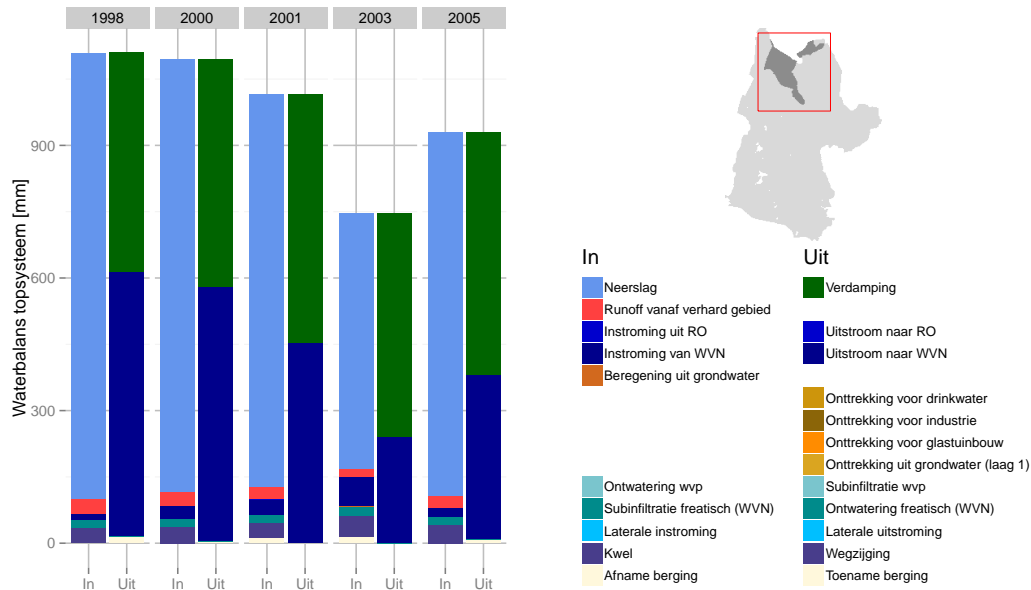 1998 2000 2001 2003 2005
Waterbalans topsysteem [mm]
900
600
300
0
In Uit In Uit In Uit In Uit In Uit
In
Neerslag
Runoff vanaf verhard gebied
Instroming uit RO
Instroming van WVN
Beregening uit grondwater
Ontwatering wvp
Subinfiltratie freatisch (WVN)
Laterale instroming
Kwel
Afname berging
Uit
Verdamping
Uitstroom naar RO
Uitstroom naar WVN
Onttrekking voor drinkwater
Onttrekking voor industrie
Onttrekking voor glastuinbouw
Onttrekking uit grondwater (laag 1)
Subinfiltratie wvp
Ontwatering freatisch (WVN)
Laterale uitstroming
Wegzijging
Toename berging